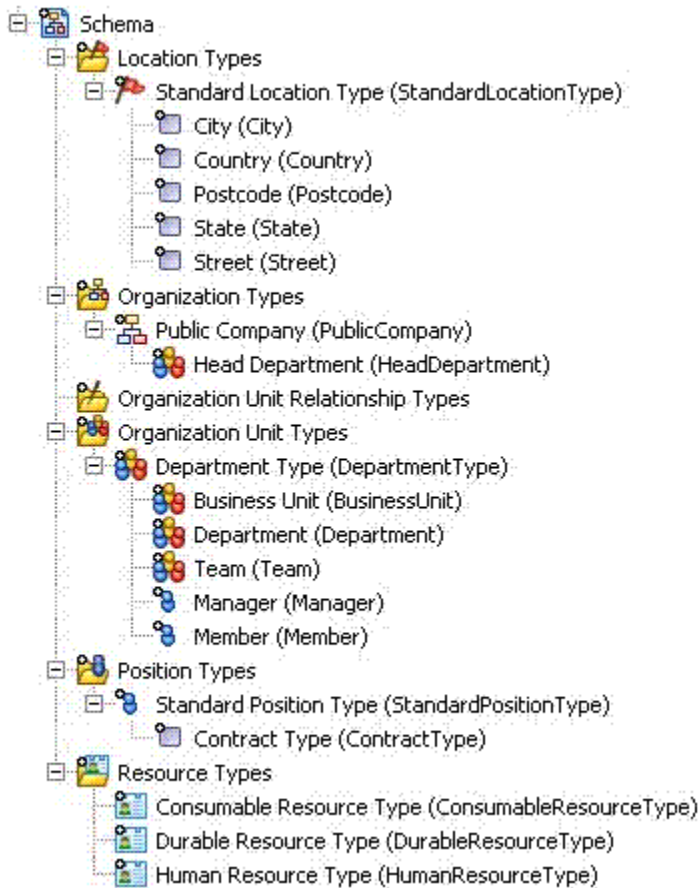 Schema
Location Types
Standard Location Type (StandardLocationType)
City (City)
Country (Country)
Postcode (Postcode)
State (State)
Street (Street)
Organization Types
Public Company (PublicCompany)
Head Department (HeadDepartment)
Organization Unit Relationship Types
Organization Unit Types
Department Type (DepartmentType)
Business Unit (BusinessUnit)
Department (Department)
Team (Team)
Manager (Manager)
Member (Member)
Position Types
Standard Position Type (StandardPositionType)
Contract Type (ContractType)
Resource Types
Consumable Resource Type (ConsumableResourceType)
Durable Resource Type (DurableResourceType)
Human Resource Type (HumanResourceType)